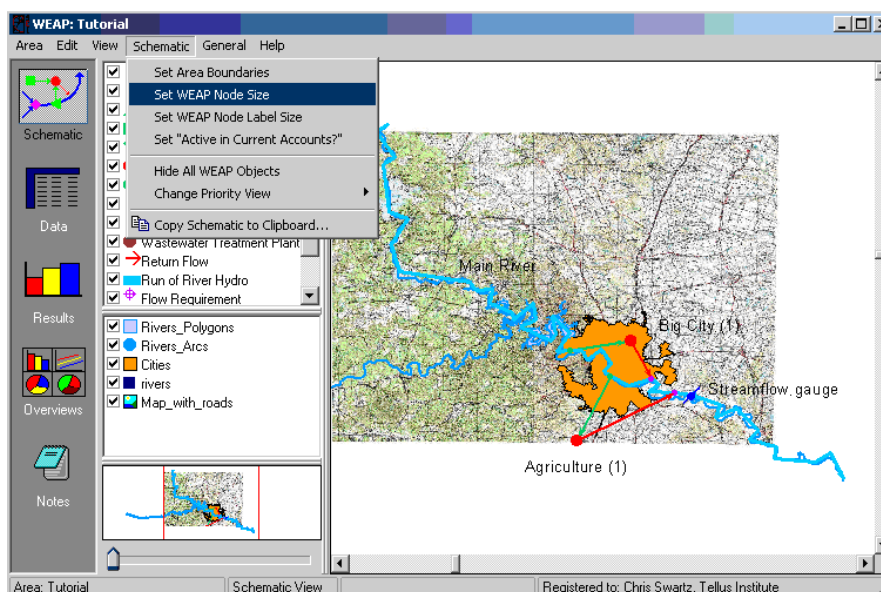 WEAP: Tutorial
Area Edit View Schematic General Help
Set Area Boundaries
Set WEAP Node Size
Set WEAP Node Label Size
Set "Active in Current Accounts?"
Hide All WEAP Objects
Change Priority View
Copy Schematic to Clipboard...
Schematic
Data
Results
Overviews
Notes
Wastewater Treatment Plant
Return Flow
Run of River Hydro
Flow Requirement
Rivers_Polygons
Rivers_Arcs
Cities
rivers
Map_with_roads
Main River
Big City (1)
Streamflow gauge
Agriculture (1)
Area: Tutorial
Schematic View
Registered to: Chris Swartz, Tellus Institute